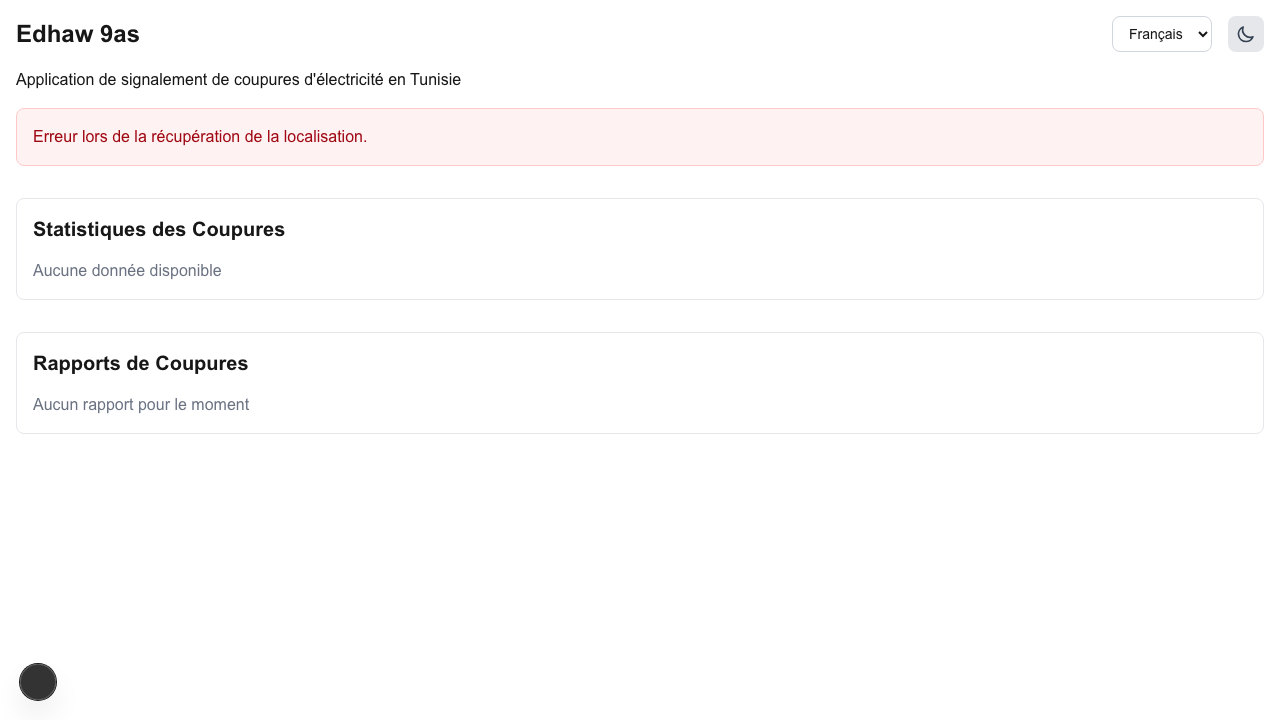 Edhaw 9as
Français
Application de signalement de coupures d'électricité en Tunisie
Erreur lors de la récupération de la localisation.
Statistiques des Coupures
Aucune donnée disponible
Rapports de Coupures
Aucun rapport pour le moment